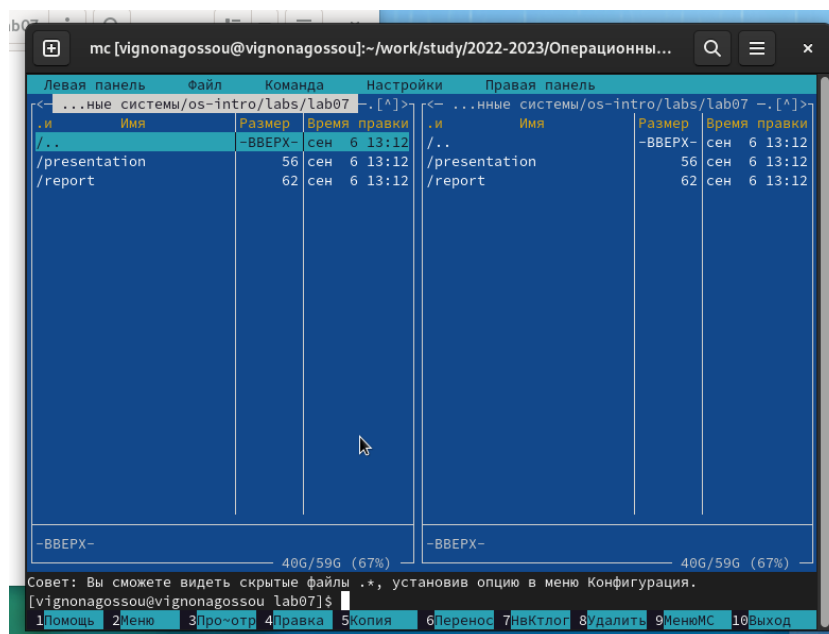 mc [vignonagossou@vignonagossou]:~/work/study/2022-2023/Операционны...
Левая панель Файл Команда Настройки Правая панель
<— ...ные системы/os-intro/labs/lab07 —.[^]> <— ...нные системы/os-intro/labs/lab07 —.[^]>
.и Имя Размер Время правки .и Имя Размер Время правки
/.. -ВВЕРХ- сен 6 13:12 /.. -ВВЕРХ- сен 6 13:12
/presentation 56 сен 6 13:12 /presentation 56 сен 6 13:12
/report 62 сен 6 13:12 /report 62 сен 6 13:12
-ВВЕРХ- -ВВЕРХ-
40G/59G (67%) 40G/59G (67%)
Совет: Вы сможете видеть скрытые файлы .*, установив опцию в меню Конфигурация.
[vignonagossou@vignonagossou lab07]$
1Помощь 2Меню 3Про~отр 4Правка 5Копия 6Перенос 7НвКтлог 8Удалить 9МенюMC 10Выход